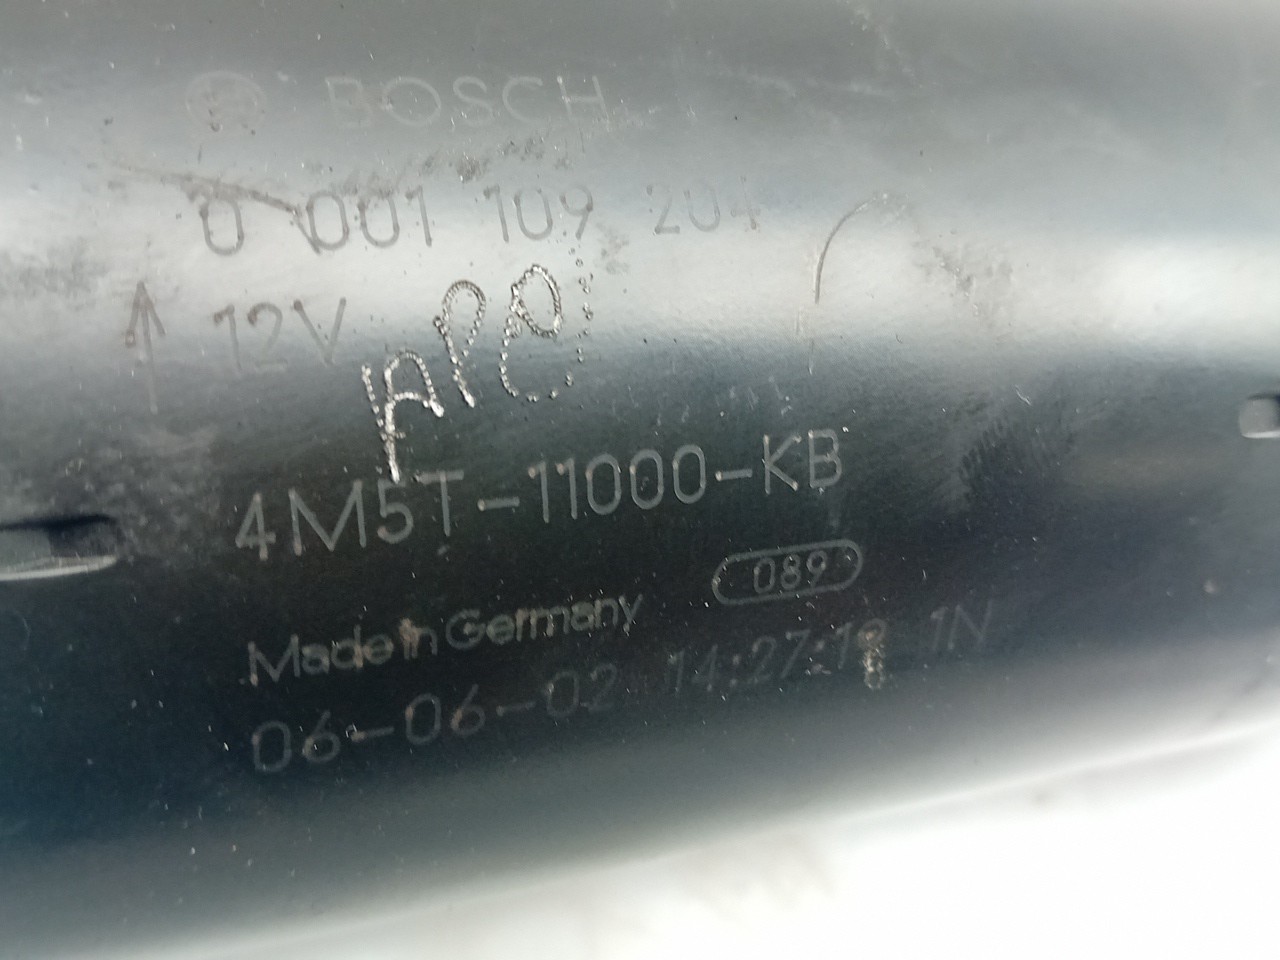 BOSCH
0 001 109 204
↑ 12V
4M5T-11000-KB
089
Made in Germany
06-06-02 14:27:19 1N